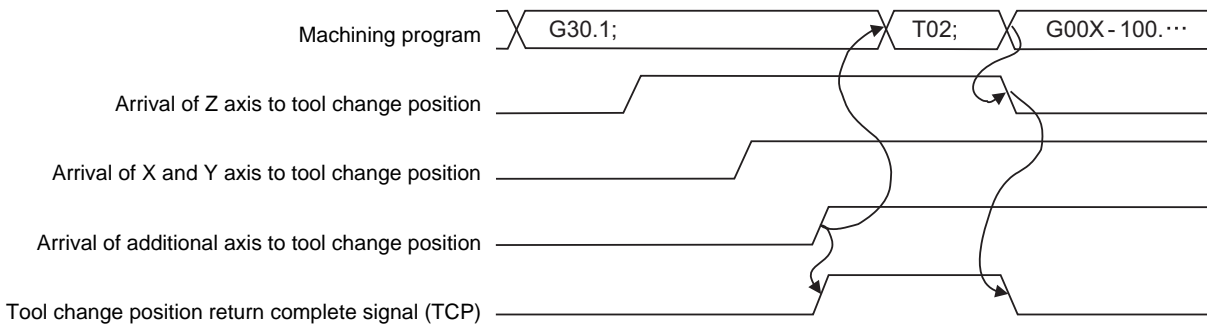 Machining program
G30.1;
T02;
G00X - 100.···
Arrival of Z axis to tool change position
Arrival of X and Y axis to tool change position
Arrival of additional axis to tool change position
Tool change position return complete signal (TCP)